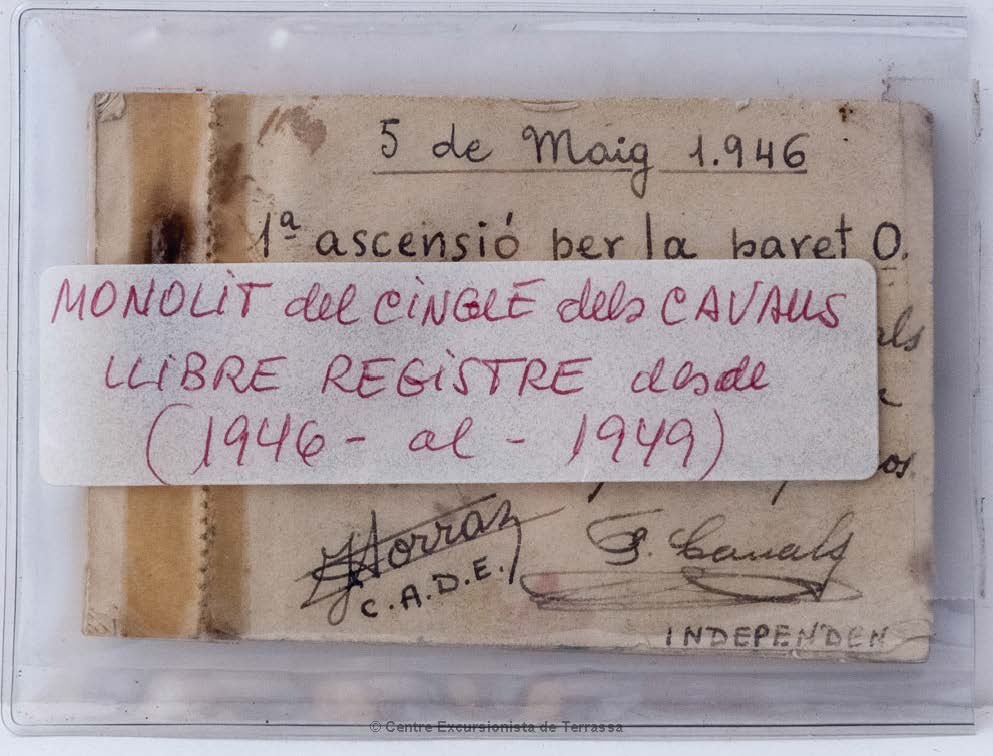 5 de Maig 1.946
1ª ascensió per la paret O.
MONOLIT del CINGLE dels CAVALLS
LLIBRE REGISTRE desde
(1946 - al - 1949)
C.A.D.E.
F. Canals
INDEPENDEN
© Centre Excursionista de Terrassa